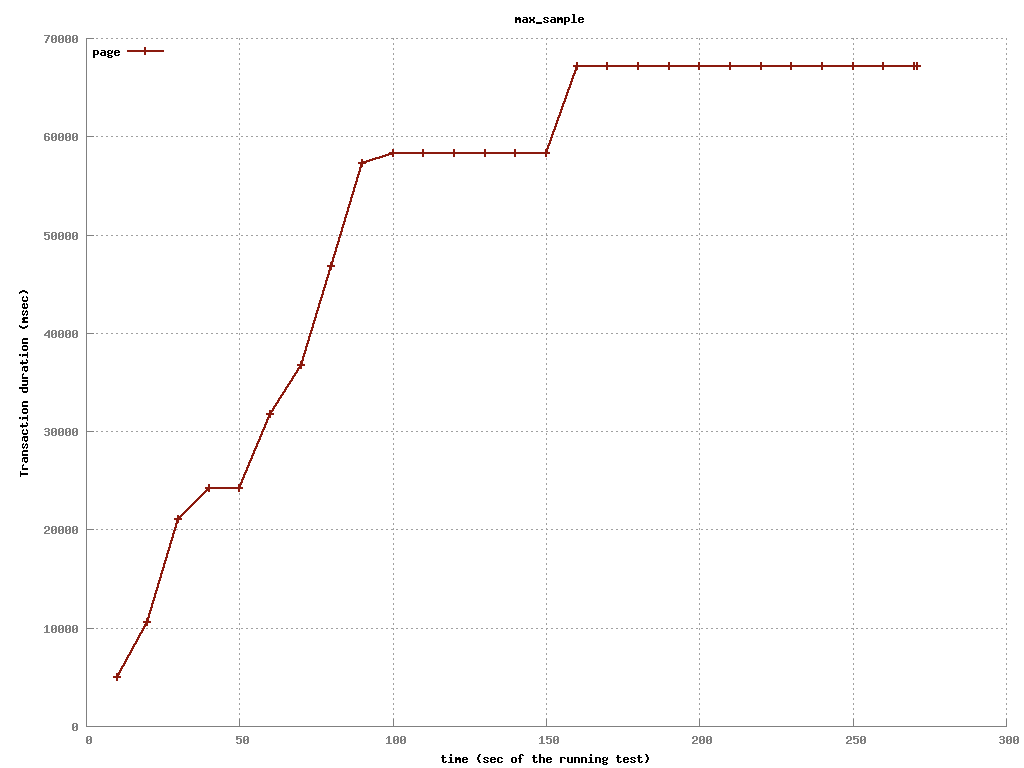 max_sample
70000
page
60000
50000
40000
30000
20000
10000
0
Transaction duration (msec)
0 50 100 150 200 250 300
time (sec of the running test)